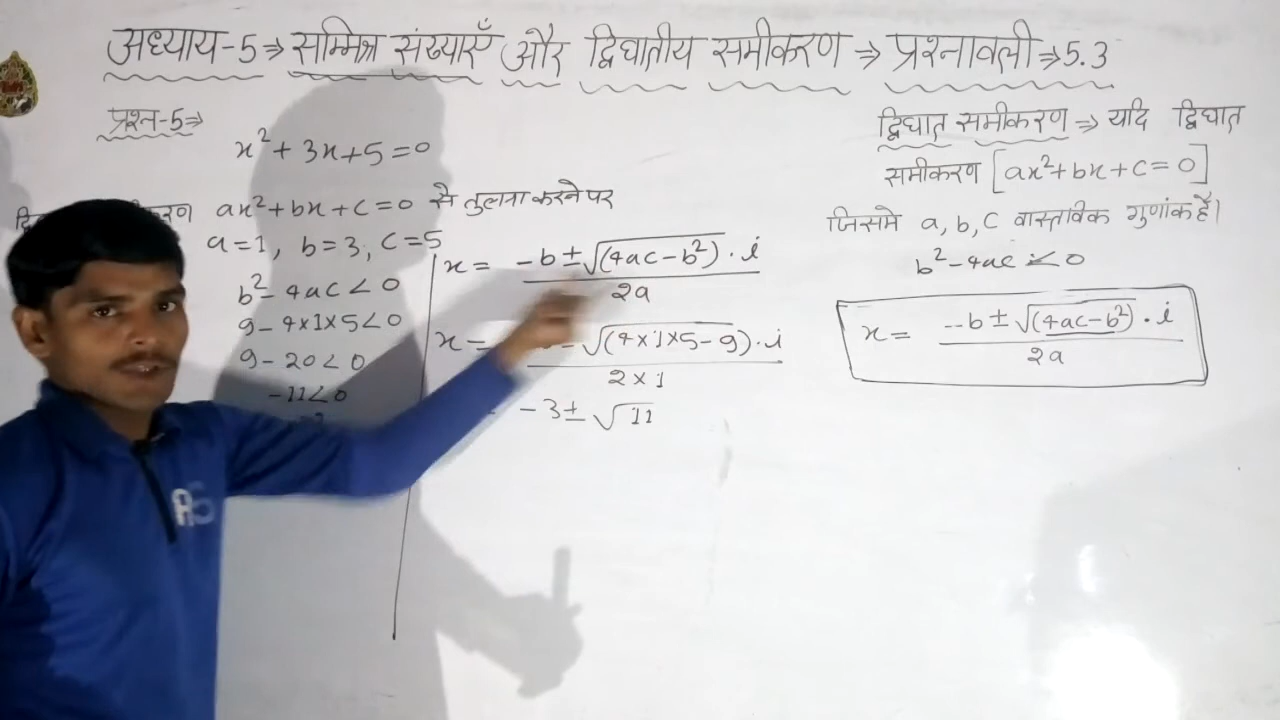 अध्याय-5⇒ सम्मिश्र संख्याएँ और द्विघातीय समीकरण ⇒ प्रश्नावली⇒5.3
प्रश्न-5⇒
x²+3x+5=0
समीकरण ax²+bx+c=0 से तुलना करने पर
a=1, b=3, c=5
b²-4ac<0
9-4×1×5<0
9-20<0
-11<0
x= -b±√(4ac-b²)·i
2a
x= √(4×1×5-9)·i
2×1
-3±√11
द्विघात समीकरण ⇒ यदि द्विघात
समीकरण [ax²+bx+c=0]
जिसमे a, b, c वास्तविक गुणांक हैं।
b²-4ac<0
x= -b±√(4ac-b²)·i
2a
AS